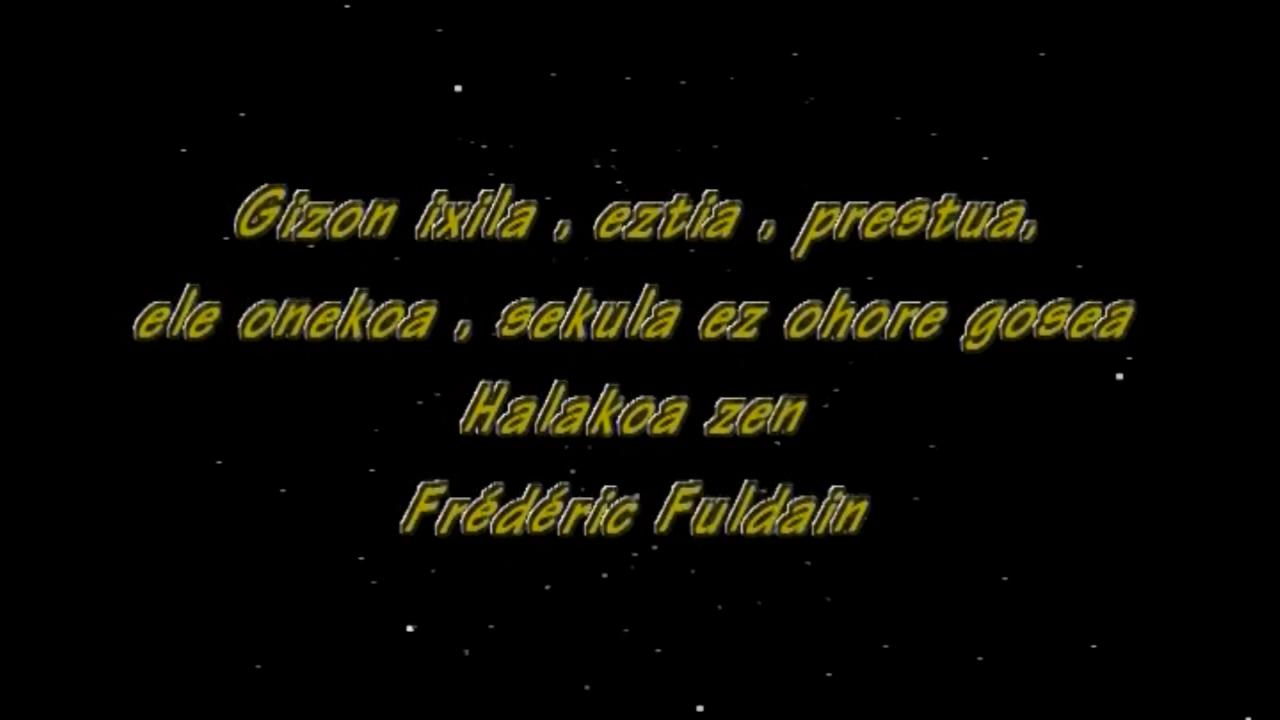 Gizon ixila , eztia , prestua,
ele onekoa , sekula ez ohore gosea
Halakoa zen
Frédéric Fuldain